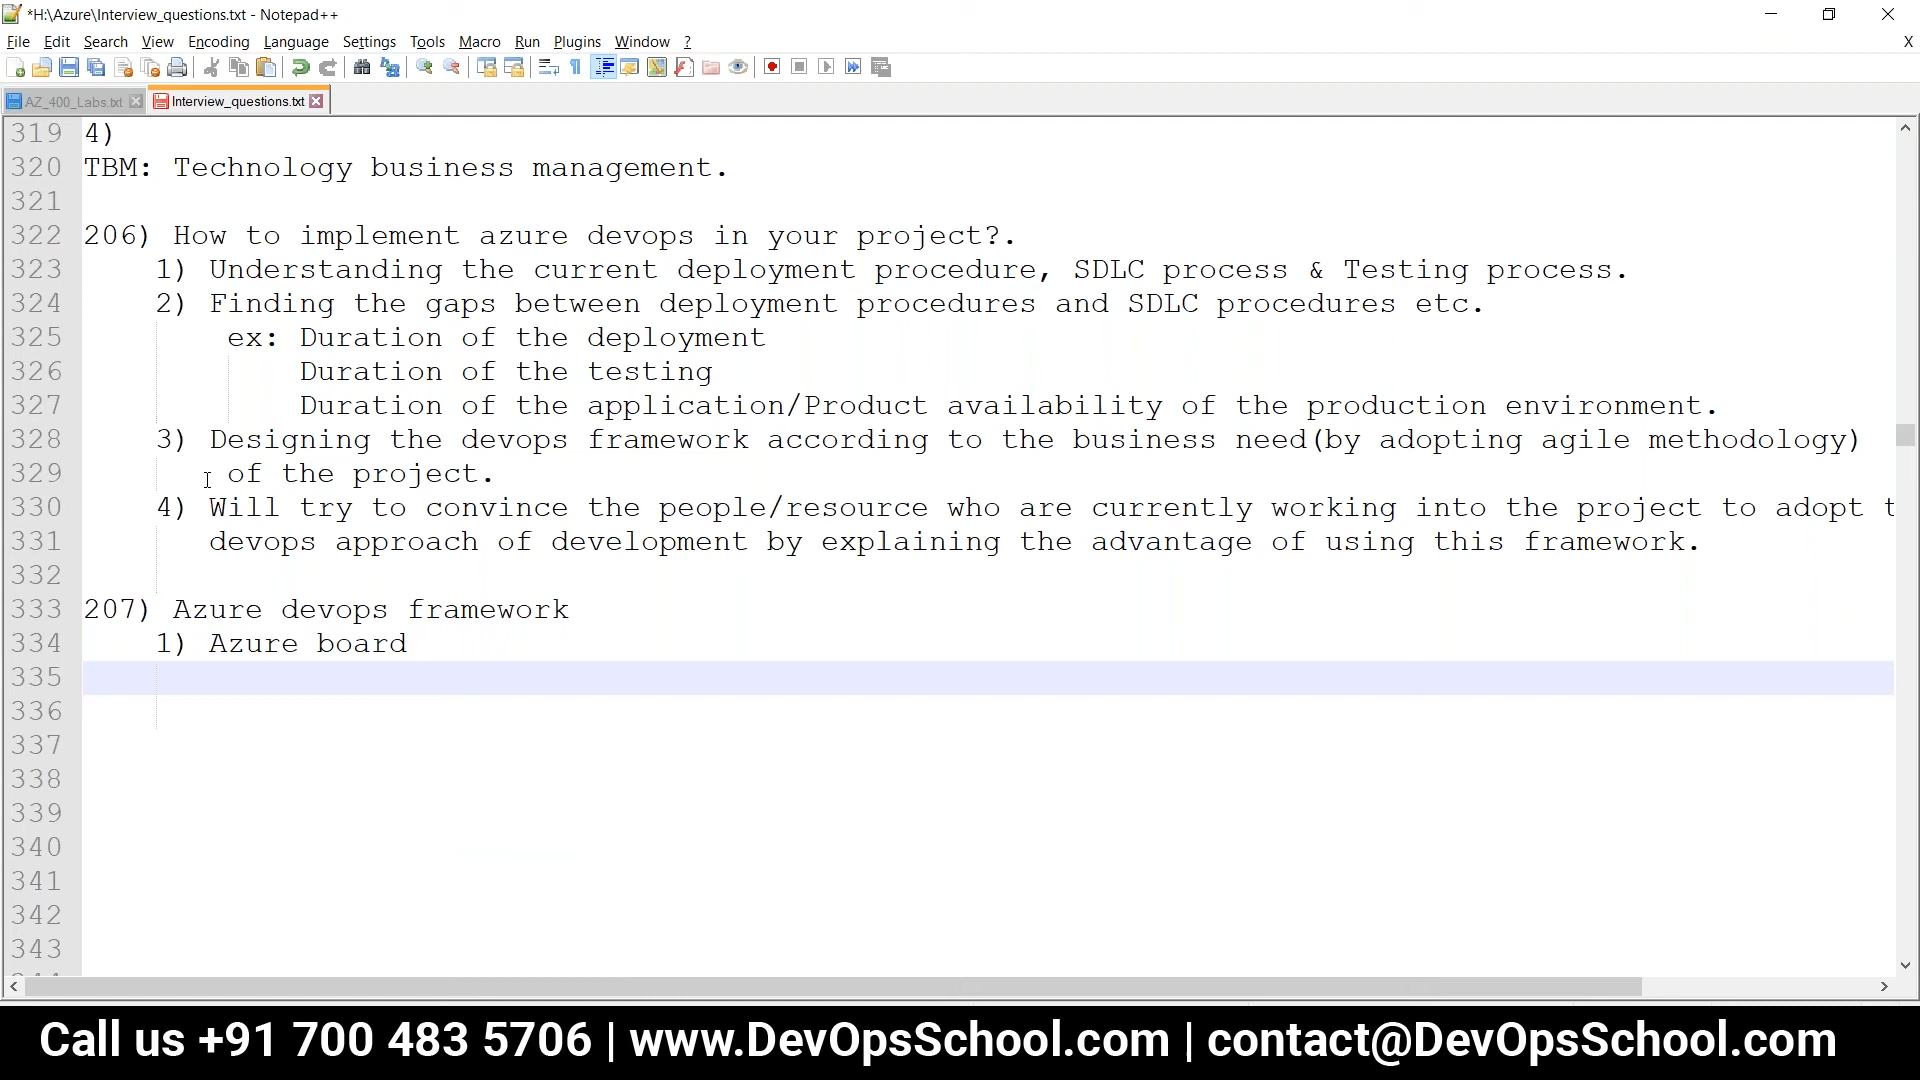 *H:\Azure\Interview_questions.txt - Notepad++
File Edit Search View Encoding Language Settings Tools Macro Run Plugins Window ? X
AZ_400_Labs.txt Interview_questions.txt
319 4)
320 TBM: Technology business management.
321
322 206) How to implement azure devops in your project?.
323 1) Understanding the current deployment procedure, SDLC process & Testing process.
324 2) Finding the gaps between deployment procedures and SDLC procedures etc.
325 ex: Duration of the deployment
326 Duration of the testing
327 Duration of the application/Product availability of the production environment.
328 3) Designing the devops framework according to the business need(by adopting agile methodology)
329 of the project.
330 4) Will try to convince the people/resource who are currently working into the project to adopt t
331 devops approach of development by explaining the advantage of using this framework.
332
333 207) Azure devops framework
334 1) Azure board
335
336
337
338
339
340
341
342
343
Call us +91 700 483 5706 | www.DevOpsSchool.com | contact@DevOpsSchool.com